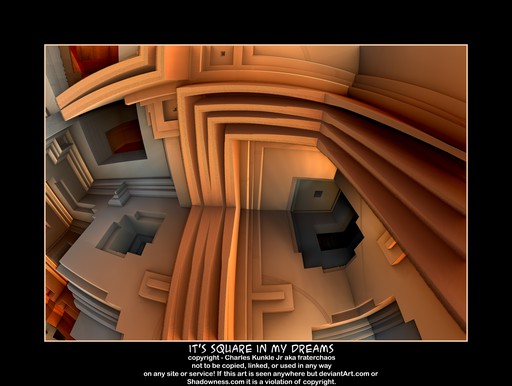 IT'S SQUARE IN MY DREAMS
copyright - Charles Kunkle Jr aka fraterchaos
not to be copied, linked, or used in any way
on any site or service! If this art is seen anywhere but deviantArt.com or
Shadowness.com it is a violation of copyright.